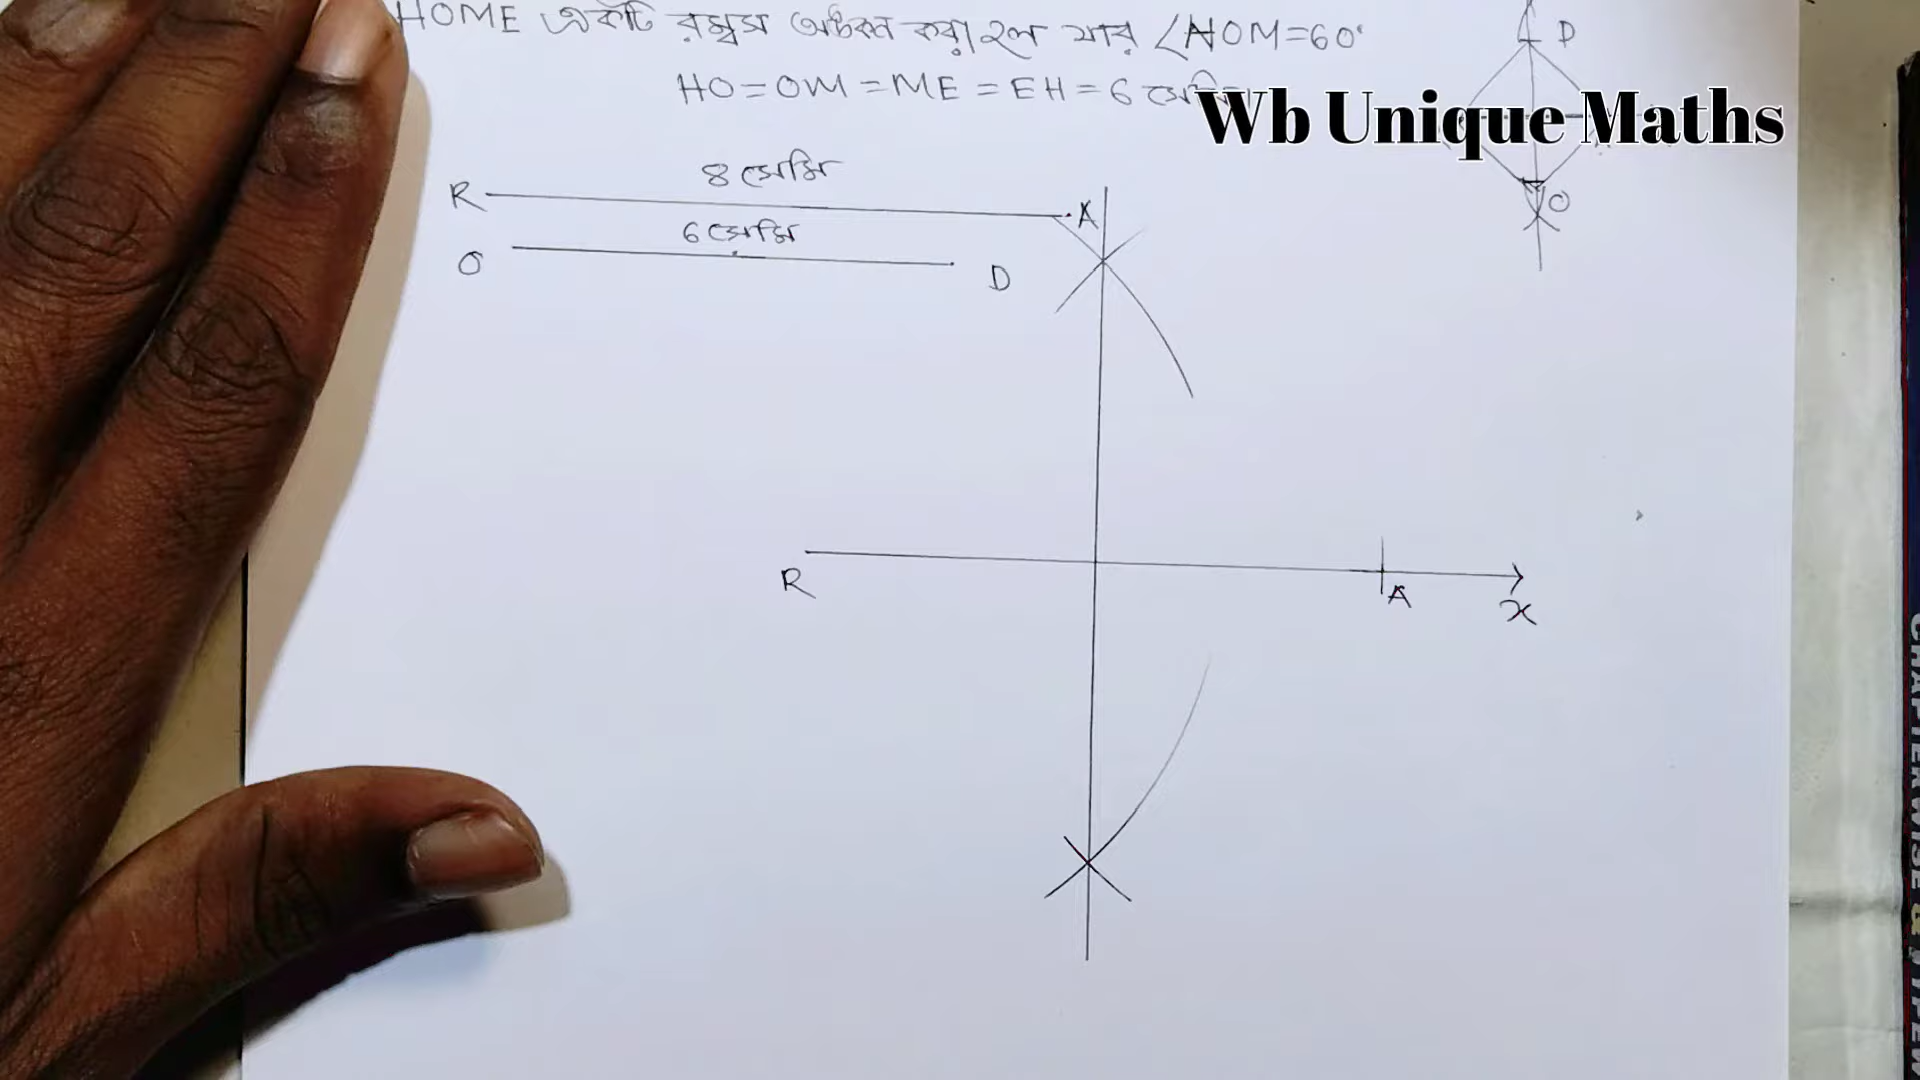 HOME একটি রম্বস অঙ্কন করা হল যার ∠HOM=60°
HO=OM=ME=EH=6 সেমি
Wb Unique Maths
D
O
8 সেমি
R A
6 সেমি
O D
R A x
CHAPTERWISE &